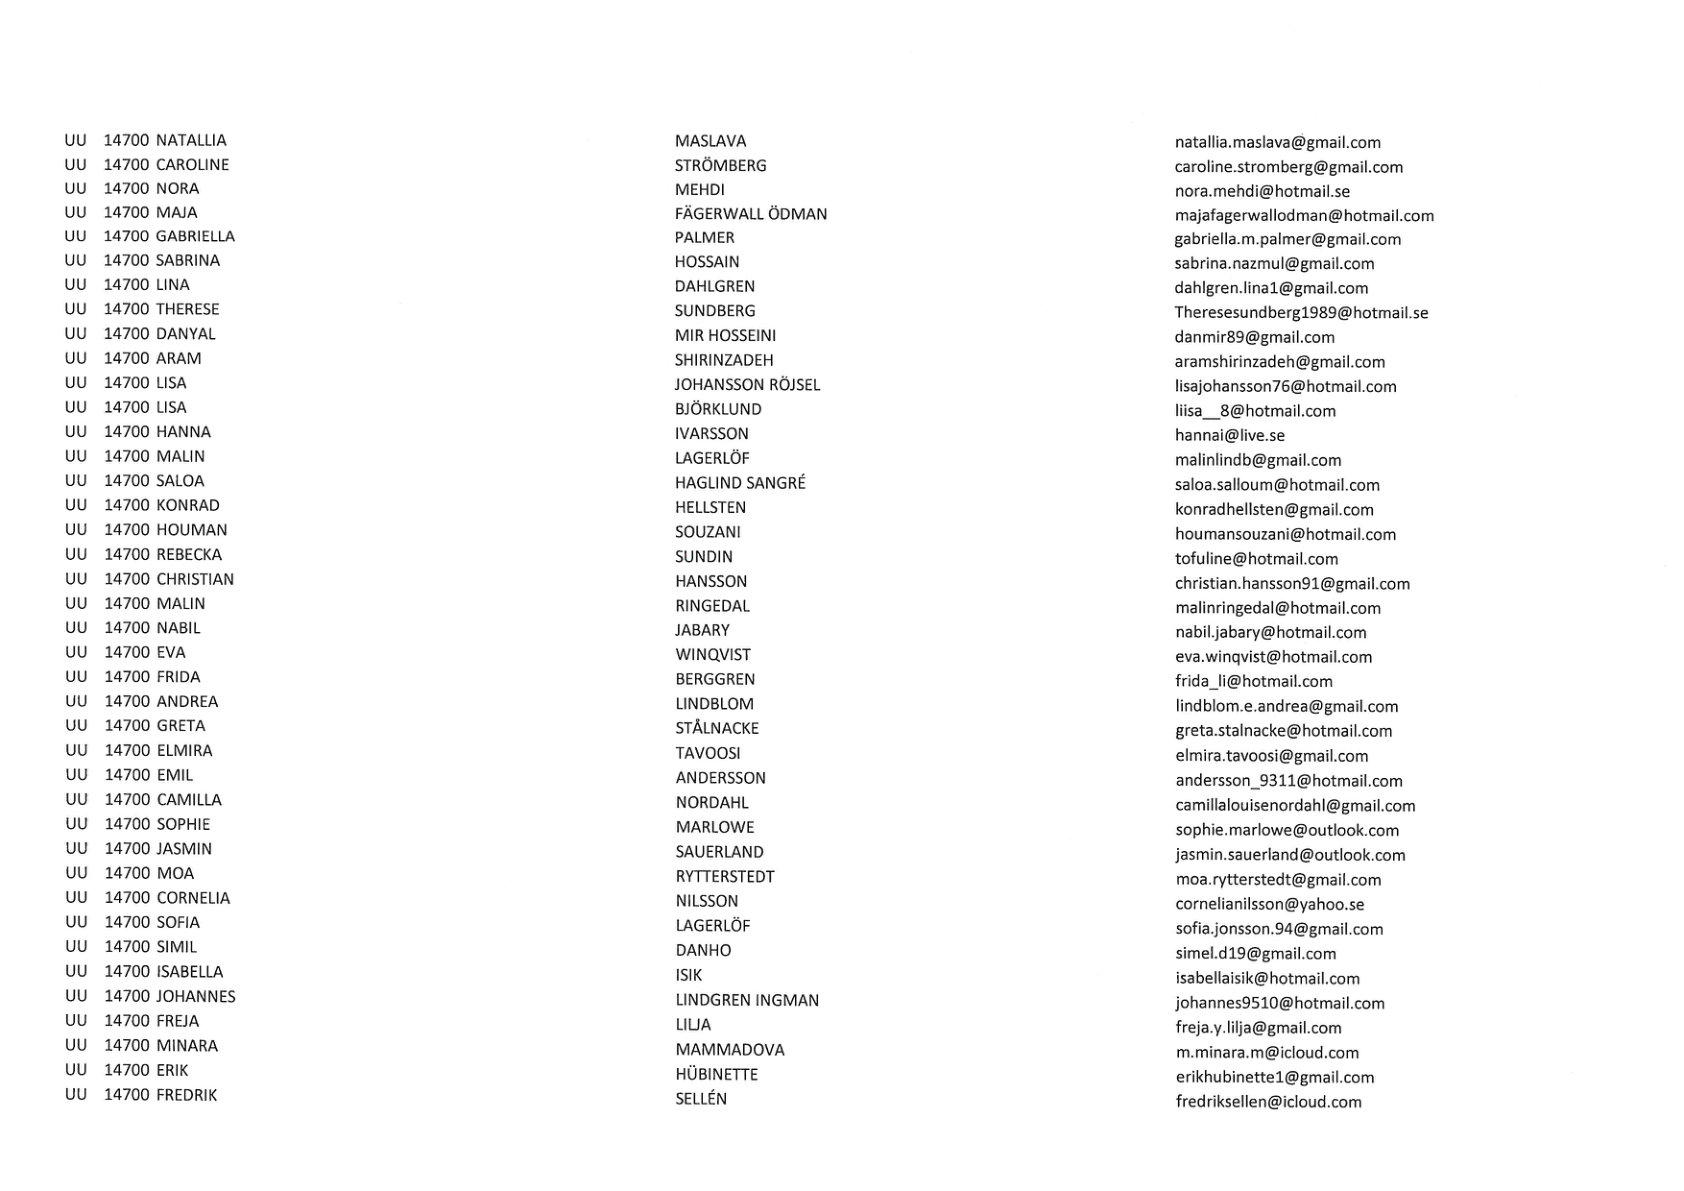 UU 14700 NATALLIA MASLAVA natallia.maslava@gmail.com
UU 14700 CAROLINE STRÖMBERG caroline.stromberg@gmail.com
UU 14700 NORA MEHDI nora.mehdi@hotmail.se
UU 14700 MAJA FÄGERWALL ÖDMAN majafagerwallodman@hotmail.com
UU 14700 GABRIELLA PALMER gabriella.m.palmer@gmail.com
UU 14700 SABRINA HOSSAIN sabrina.nazmul@gmail.com
UU 14700 LINA DAHLGREN dahlgren.lina1@gmail.com
UU 14700 THERESE SUNDBERG Theresesundberg1989@hotmail.se
UU 14700 DANYAL MIR HOSSEINI danmir89@gmail.com
UU 14700 ARAM SHIRINZADEH aramshirinzadeh@gmail.com
UU 14700 LISA JOHANSSON RÖJSEL lisajohansson76@hotmail.com
UU 14700 LISA BJÖRKLUND liisa__8@hotmail.com
UU 14700 HANNA IVARSSON hannai@live.se
UU 14700 MALIN LAGERLÖF malinlindb@gmail.com
UU 14700 SALOA HAGLIND SANGRÉ saloa.salloum@hotmail.com
UU 14700 KONRAD HELLSTEN konradhellsten@gmail.com
UU 14700 HOUMAN SOUZANI houmansouzani@hotmail.com
UU 14700 REBECKA SUNDIN tofuline@hotmail.com
UU 14700 CHRISTIAN HANSSON christian.hansson91@gmail.com
UU 14700 MALIN RINGEDAL malinringedal@hotmail.com
UU 14700 NABIL JABARY nabil.jabary@hotmail.com
UU 14700 EVA WINQVIST eva.winqvist@hotmail.com
UU 14700 FRIDA BERGGREN frida_li@hotmail.com
UU 14700 ANDREA LINDBLOM lindblom.e.andrea@gmail.com
UU 14700 GRETA STÅLNACKE greta.stalnacke@hotmail.com
UU 14700 ELMIRA TAVOOSI elmira.tavoosi@gmail.com
UU 14700 EMIL ANDERSSON andersson_9311@hotmail.com
UU 14700 CAMILLA NORDAHL camillalouisenordahl@gmail.com
UU 14700 SOPHIE MARLOWE sophie.marlowe@outlook.com
UU 14700 JASMIN SAUERLAND jasmin.sauerland@outlook.com
UU 14700 MOA RYTTERSTEDT moa.rytterstedt@gmail.com
UU 14700 CORNELIA NILSSON cornelianilsson@yahoo.se
UU 14700 SOFIA LAGERLÖF sofia.jonsson.94@gmail.com
UU 14700 SIMIL DANHO simel.d19@gmail.com
UU 14700 ISABELLA ISIK isabellaisik@hotmail.com
UU 14700 JOHANNES LINDGREN INGMAN johannes9510@hotmail.com
UU 14700 FREJA LILJA freja.y.lilja@gmail.com
UU 14700 MINARA MAMMADOVA m.minara.m@icloud.com
UU 14700 ERIK HÜBINETTE erikhubinette1@gmail.com
UU 14700 FREDRIK SELLÉN fredriksellen@icloud.com